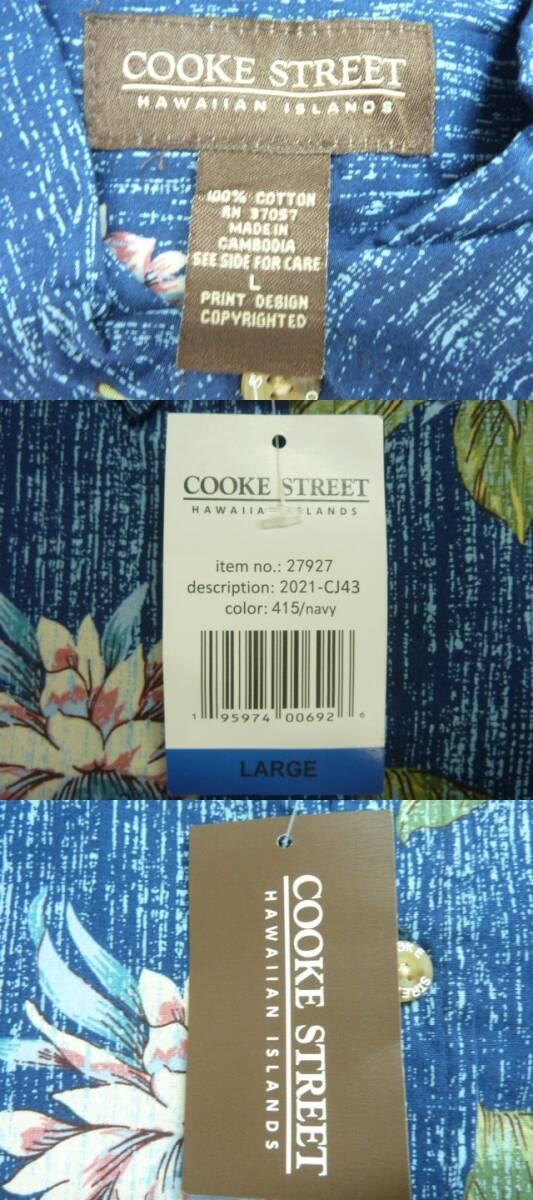 COOKE STREET
HAWAIIAN ISLANDS
100% COTTON
RN 37057
MADE IN
CAMBODIA
SEE SIDE FOR CARE
L
PRINT DESIGN
COPYRIGHTED
COOKE STREET
HAWAIIA ISLANDS
item no.: 27927
description: 2021-CJ43
color: 415/navy
1 95974 00692 6
LARGE
COOKE STREET
HAWAIIAN ISLANDS